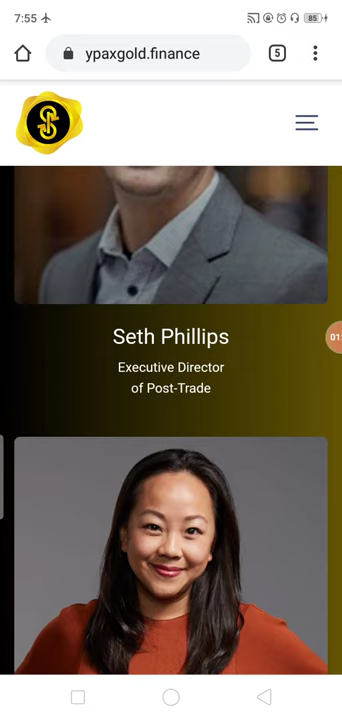 7:55
85
ypaxgold.finance
5
Seth Phillips
Executive Director
of Post-Trade